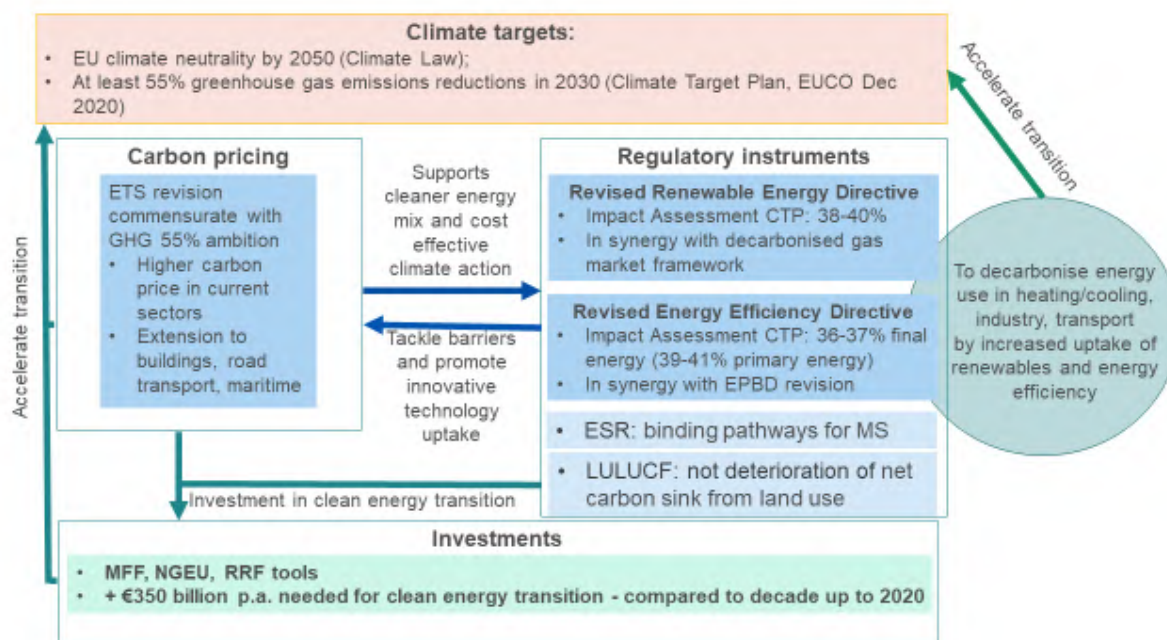 Climate targets:
• EU climate neutrality by 2050 (Climate Law);
• At least 55% greenhouse gas emissions reductions in 2030 (Climate Target Plan, EUCO Dec
2020)
Accelerate transition
Carbon pricing
ETS revision
commensurate with
GHG 55% ambition
• Higher carbon
price in current
sectors
• Extension to
buildings, road
transport, maritime
Supports
cleaner energy
mix and cost
effective
climate action
Tackle barriers
and promote
innovative
technology
uptake
Regulatory instruments
Revised Renewable Energy Directive
• Impact Assessment CTP: 38-40%
• In synergy with decarbonised gas
market framework
Revised Energy Efficiency Directive
• Impact Assessment CTP: 36-37% final
energy (39-41% primary energy)
• In synergy with EPBD revision
• ESR: binding pathways for MS
• LULUCF: not deterioration of net
carbon sink from land use
To decarbonise energy
use in heating/cooling,
industry, transport
by increased uptake of
renewables and energy
efficiency
Accelerate transition
Investment in clean energy transition
Investments
• MFF, NGEU, RRF tools
• + €350 billion p.a. needed for clean energy transition - compared to decade up to 2020